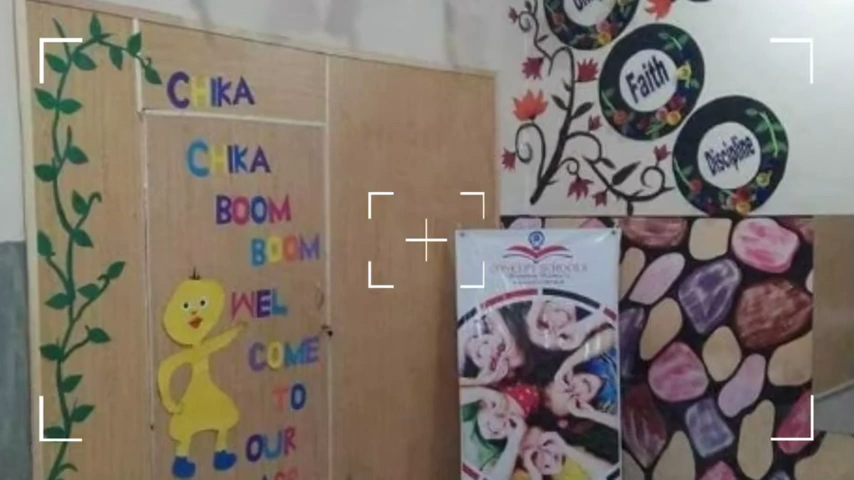 CHIKA
CHIKA
BOOM
BOOM
WEL
COME
TO
OUR
Faith
Discipline
CONCEPT SCHOOLS